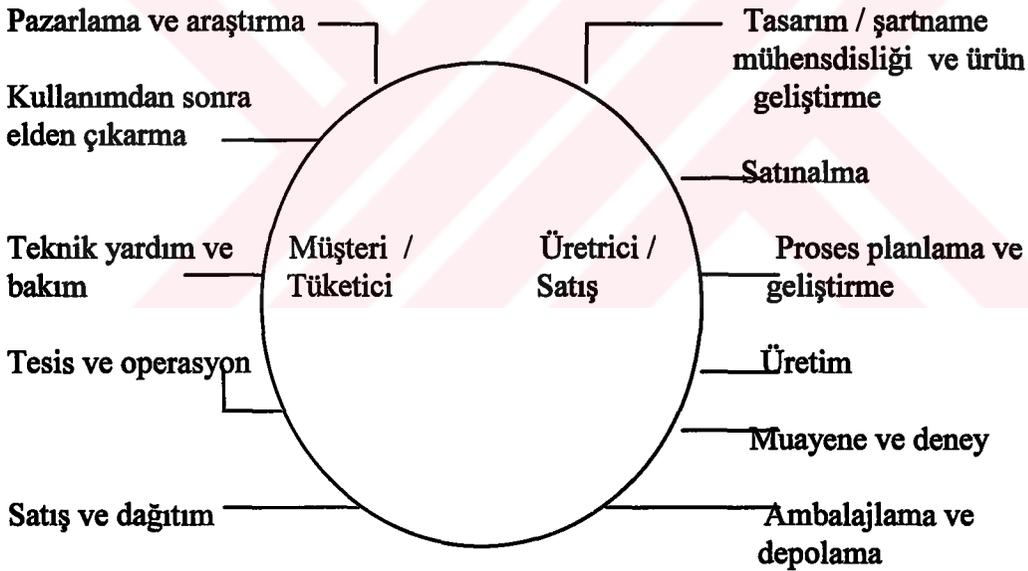 Pazarlama ve araştırma
Kullanımdan sonra
elden çıkarma
Teknik yardım ve
bakım
Tesis ve operasyon
Satış ve dağıtım
Müşteri /
Tüketici
Üretrici /
Satış
Tasarım / şartname
mühensdisliği ve ürün
geliştirme
Satınalma
Proses planlama ve
geliştirme
Üretim
Muayene ve deney
Ambalajlama ve
depolama